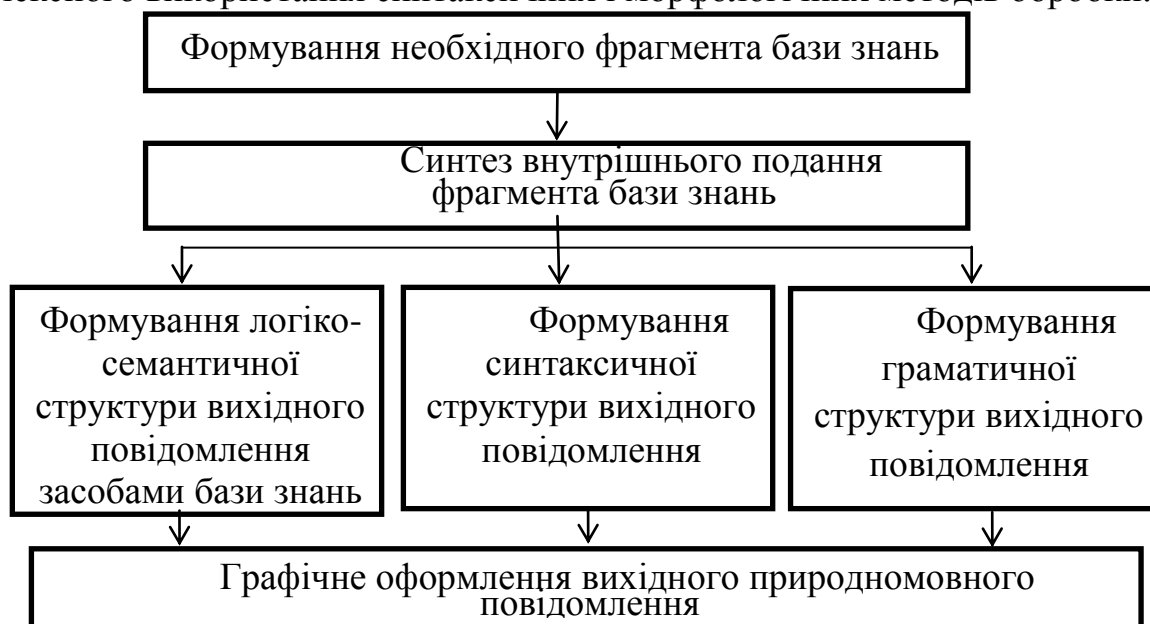 Формування необхідного фрагмента бази знань
Синтез внутрішнього подання
фрагмента бази знань
Формування логіко-
семантичної
структури вихідного
повідомлення
засобами бази знань
Формування
синтаксичної
структури вихідного
повідомлення
Формування
граматичної
структури вихідного
повідомлення
Графічне оформлення вихідного природномовного
повідомлення